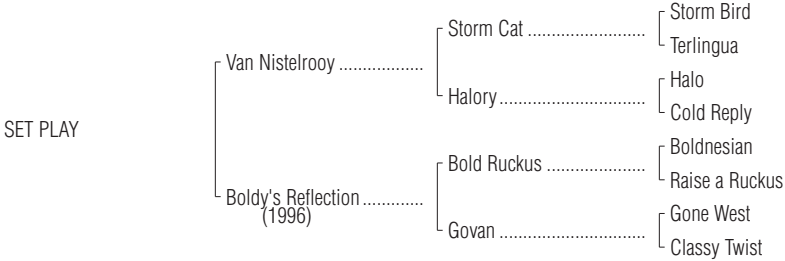 Storm Bird
Storm Cat ........................
Terlingua
Van Nistelrooy ..................
Halo
Halory..............................
Cold Reply
SET PLAY
Boldnesian
Bold Ruckus .....................
Raise a Ruckus
Boldy's Reflection .............
(1996)
Gone West
Govan ..............................
Classy Twist